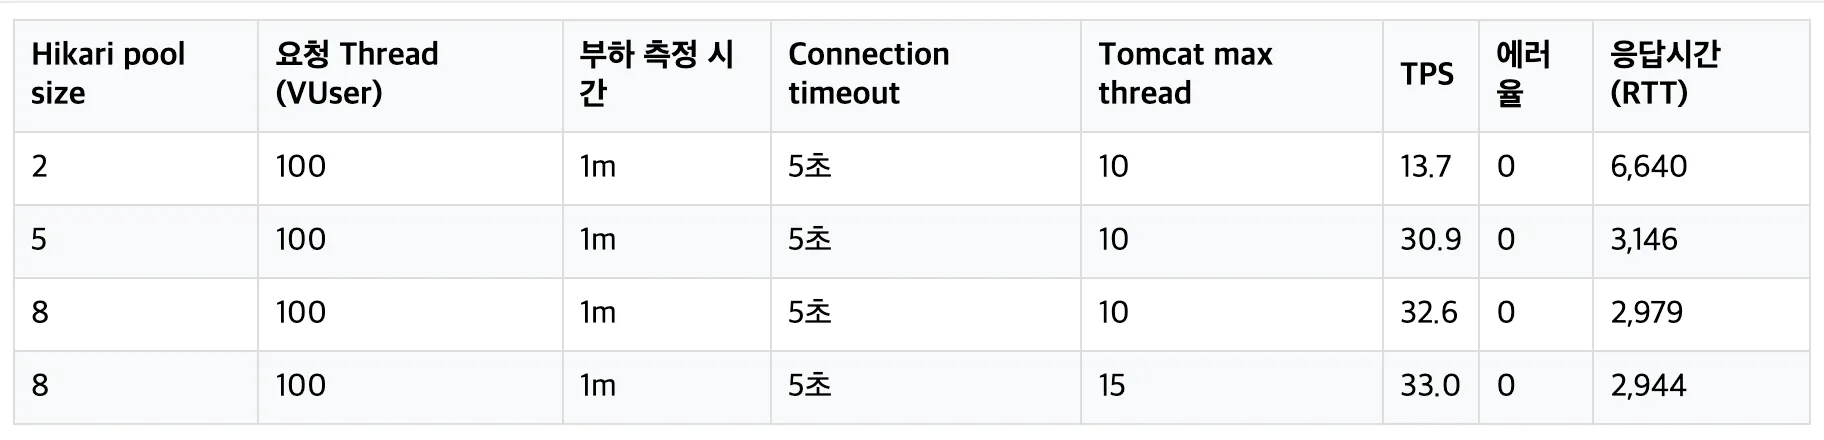 Hikari pool size 요청 Thread (VUser) 부하 측정 시간 Connection timeout Tomcat max thread TPS 에러율 응답시간 (RTT)
2 100 1m 5초 10 13.7 0 6,640
5 100 1m 5초 10 30.9 0 3,146
8 100 1m 5초 10 32.6 0 2,979
8 100 1m 5초 15 33.0 0 2,944